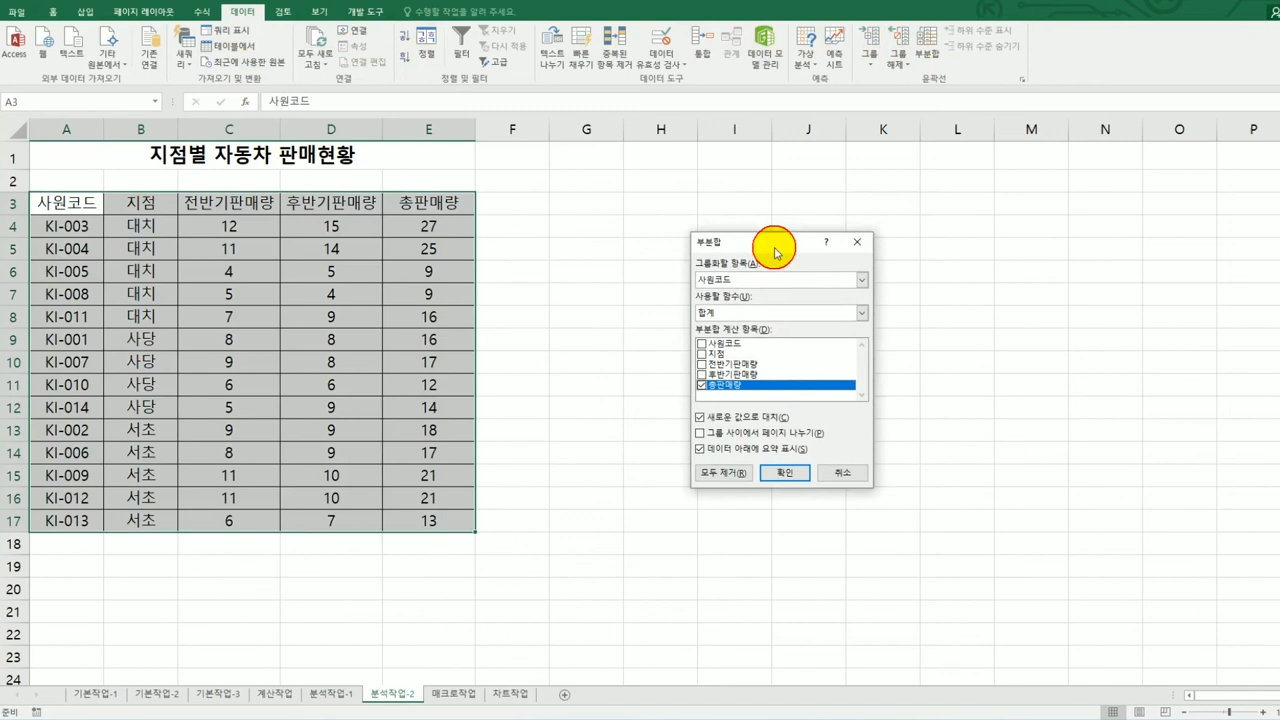 파일 홈 삽입 페이지 레이아웃 수식 데이터 검토 보기 개발 도구 수행할 작업을 알려 주세요.
Access 웹 텍스트 기타 원본에서 기존 연결
외부 데이터 가져오기
새 쿼리 쿼리 표시
테이블에서
최근에 사용한 원본
가져오기 및 변환
모두 새로 고침 연결
속성
연결 편집
연결
정렬 필터 지우기
다시 적용
고급
정렬 및 필터
텍스트 나누기 빠른 채우기 중복된 항목 제거 데이터 유효성 검사 통합 관계 데이터 모델 관리
데이터 도구
가상 분석 예측 시트
예측
그룹 그룹 해제 부분합 하위 수준 표시
하위 수준 숨기기
윤곽선
A3 fx 사원코드
A B C D E F G H I J K L M N O P
1 지점별 자동차 판매현황
2
3 사원코드 지점 전반기판매량 후반기판매량 총판매량
4 KI-003 대치 12 15 27
5 KI-004 대치 11 14 25
6 KI-005 대치 4 5 9
7 KI-008 대치 5 4 9
8 KI-011 대치 7 9 16
9 KI-001 사당 8 8 16
10 KI-007 사당 9 8 17
11 KI-010 사당 6 6 12
12 KI-014 사당 5 9 14
13 KI-002 서초 9 9 18
14 KI-006 서초 8 9 17
15 KI-009 서초 11 10 21
16 KI-012 서초 11 10 21
17 KI-013 서초 6 7 13
18
19
20
21
22
23
24
부분합 ?
그룹화할 항목(A):
사원코드
사용할 함수(U):
합계
부분합 계산 항목(D):
사원코드
지점
전반기판매량
후반기판매량
총판매량
새로운 값으로 대치(C)
그룹 사이에서 페이지 나누기(P)
데이터 아래에 요약 표시(S)
모두 제거(R) 확인 취소
기본작업-1 기본작업-2 기본작업-3 계산작업 분석작업-1 분석작업-2 매크로작업 차트작업
준비